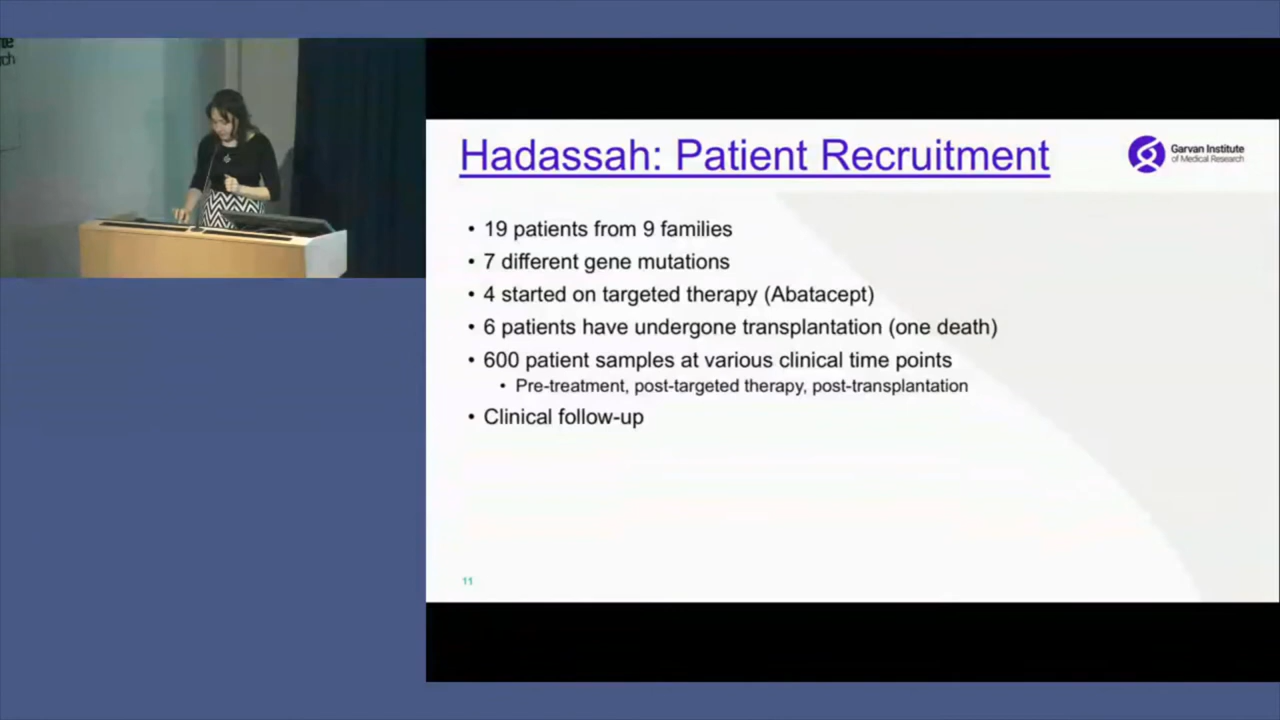 Hadassah: Patient Recruitment
Garvan Institute
of Medical Research
• 19 patients from 9 families
• 7 different gene mutations
• 4 started on targeted therapy (Abatacept)
• 6 patients have undergone transplantation (one death)
• 600 patient samples at various clinical time points
• Pre-treatment, post-targeted therapy, post-transplantation
• Clinical follow-up
11